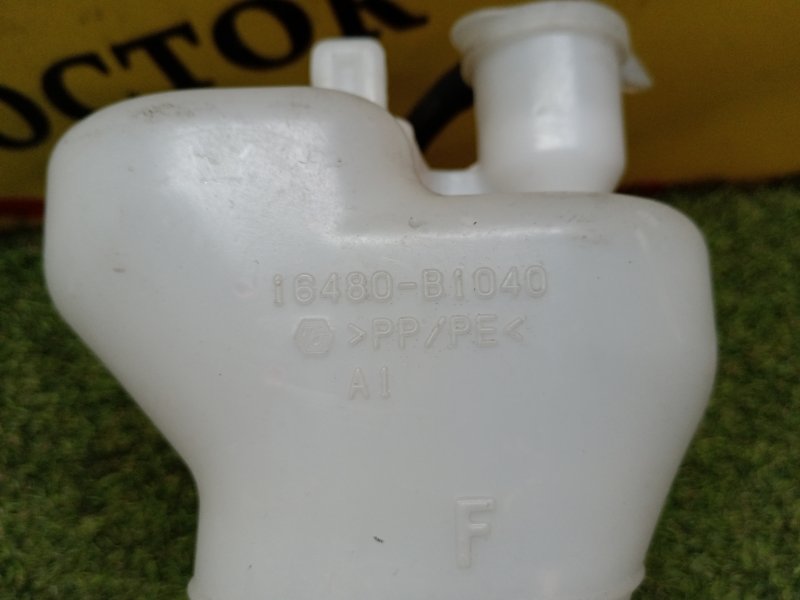 OCTOR
16480-B1040
>PP/PE<
A1
F